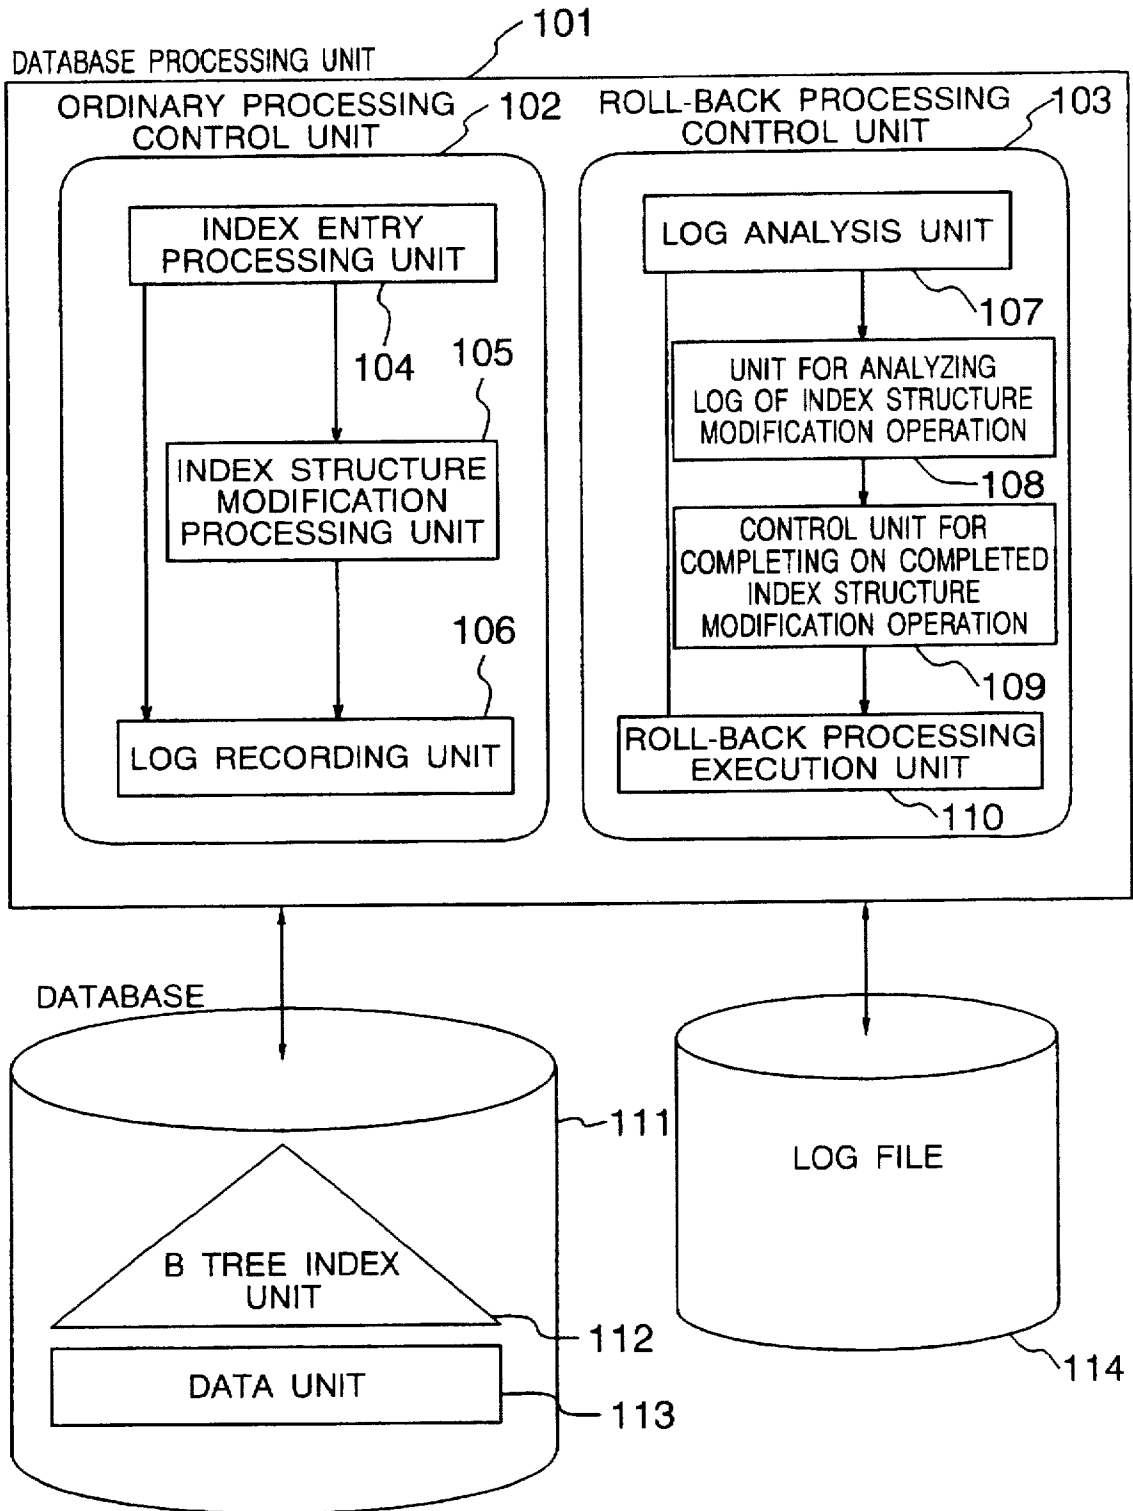 101
DATABASE PROCESSING UNIT
ORDINARY PROCESSING
CONTROL UNIT
102
ROLL-BACK PROCESSING
CONTROL UNIT
103
INDEX ENTRY
PROCESSING UNIT
104
105
INDEX STRUCTURE
MODIFICATION
PROCESSING UNIT
106
LOG RECORDING UNIT
LOG ANALYSIS UNIT
107
UNIT FOR ANALYZING
LOG OF INDEX STRUCTURE
MODIFICATION OPERATION
108
CONTROL UNIT FOR
COMPLETING ON COMPLETED
INDEX STRUCTURE
MODIFICATION OPERATION
109
ROLL-BACK PROCESSING
EXECUTION UNIT
110
DATABASE
111
B TREE INDEX
UNIT
112
DATA UNIT
113
LOG FILE
114